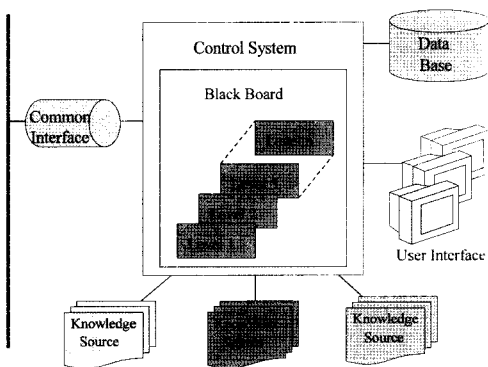 Control System
Data
Base
Black Board
Common
Interface
User Interface
Knowledge
Source
Knowledge
Source